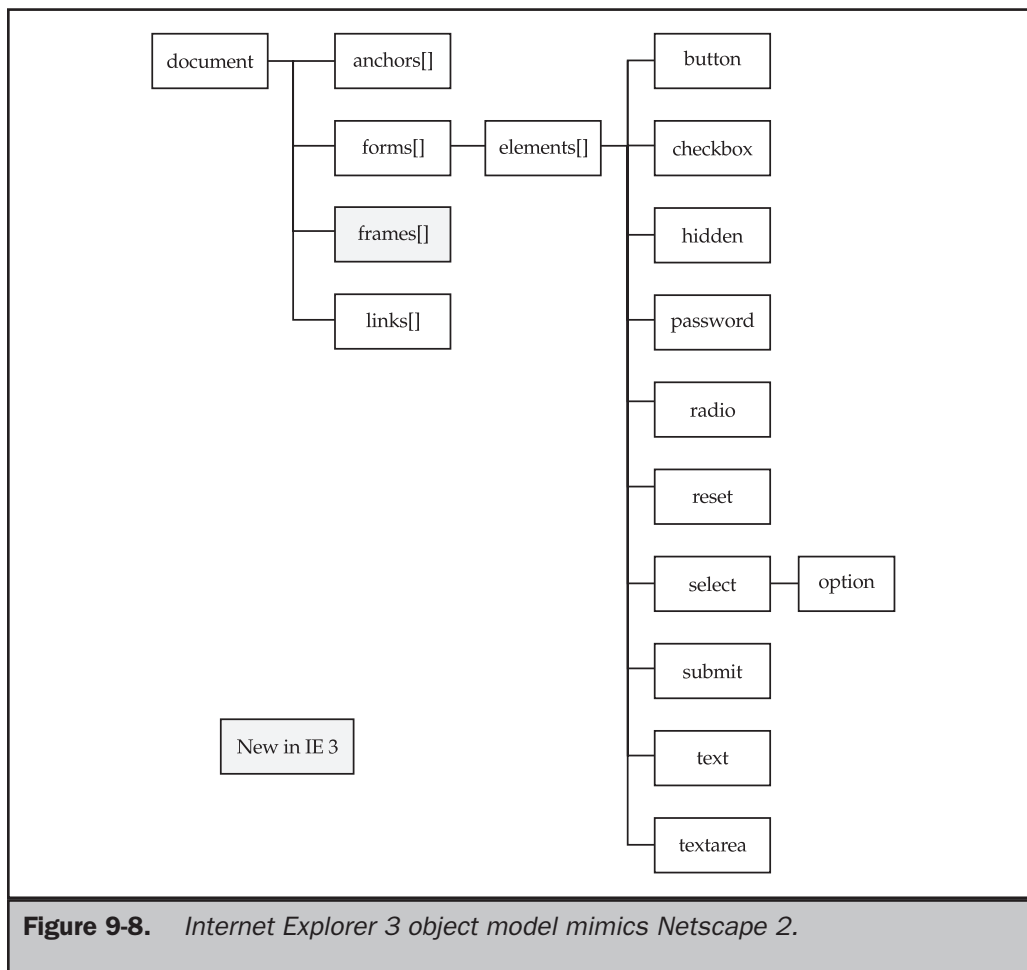 document
anchors[]
forms[]
frames[]
links[]
elements[]
button
checkbox
hidden
password
radio
reset
select
option
submit
text
textarea
New in IE 3
Figure 9-8. Internet Explorer 3 object model mimics Netscape 2.